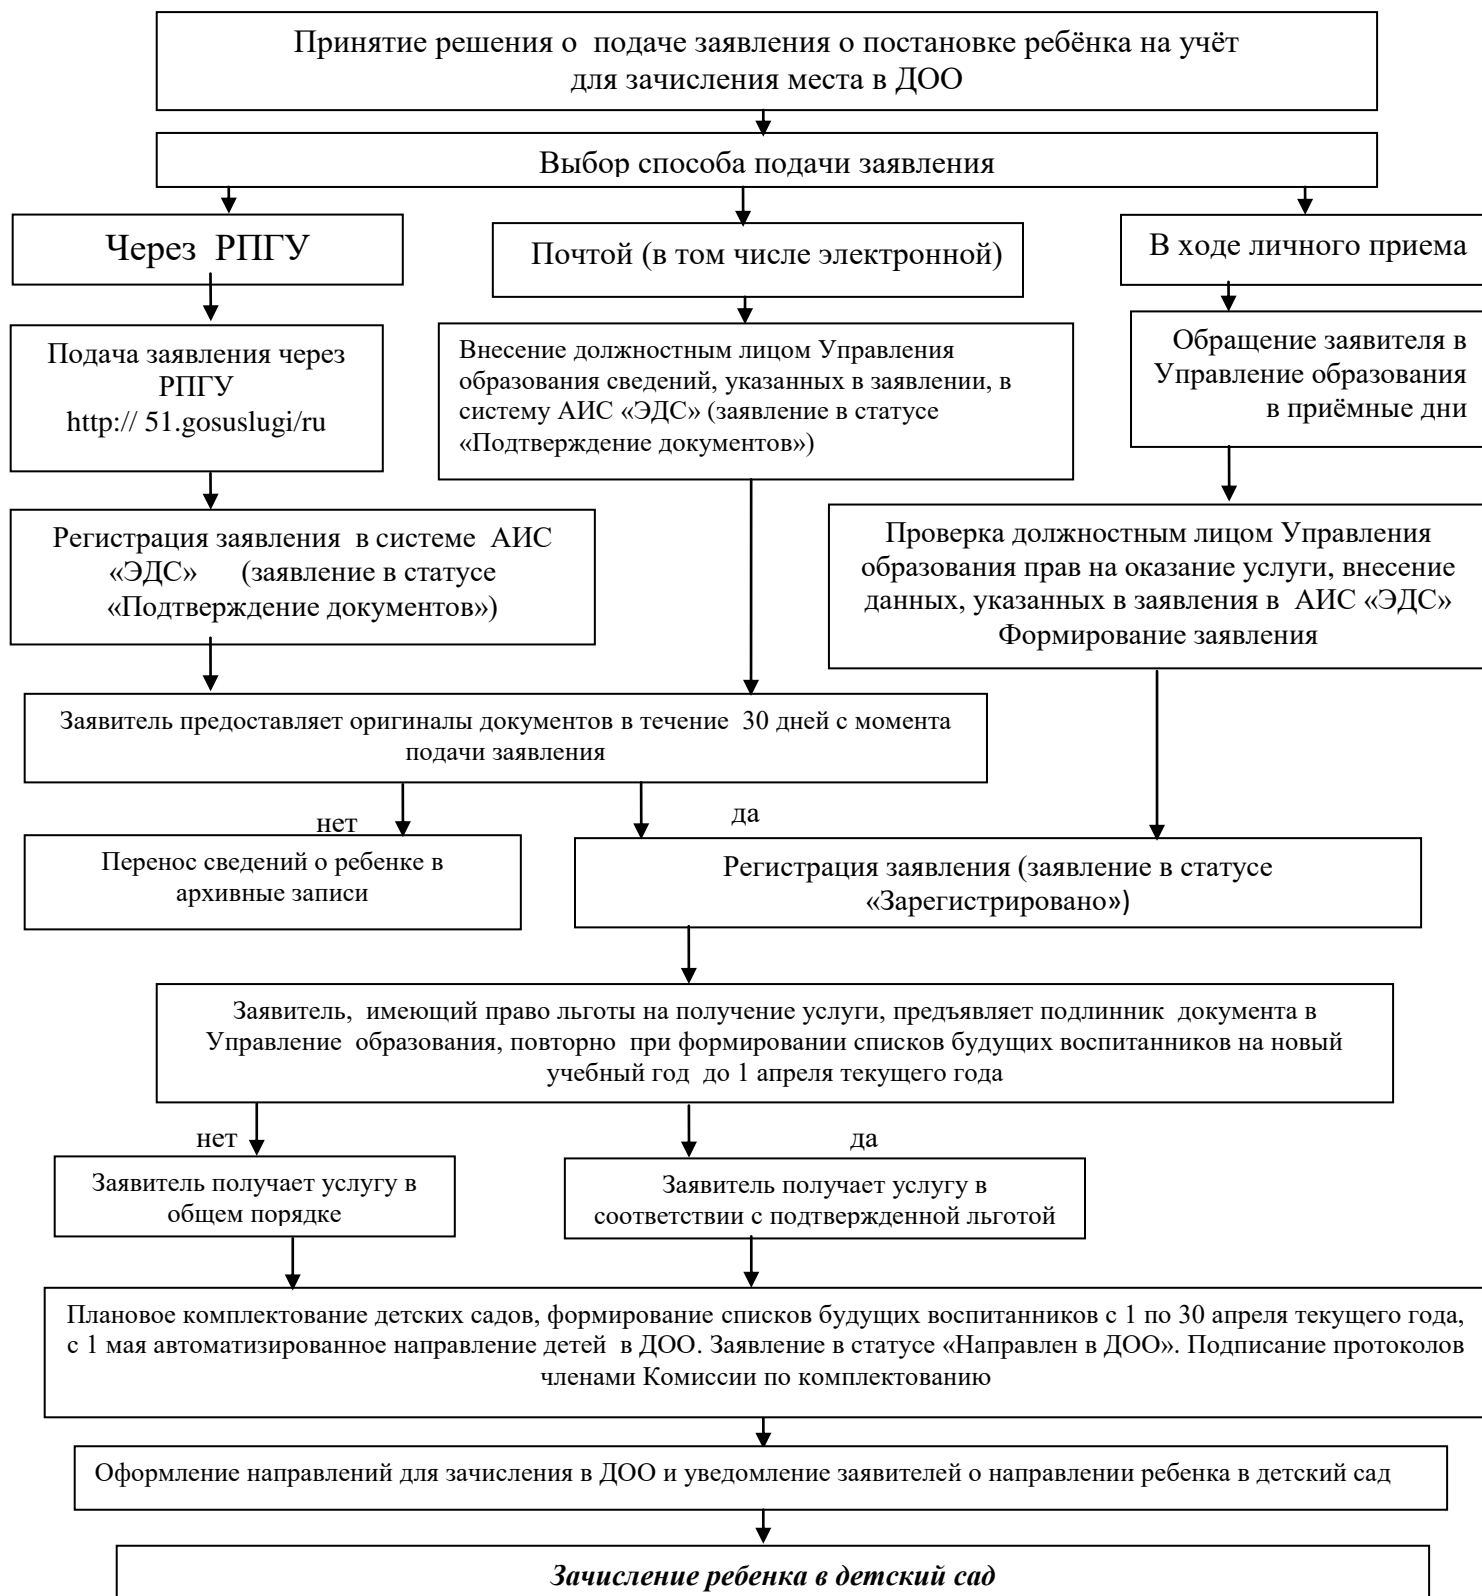 Принятие решения о подаче заявления о постановке ребёнка на учёт
для зачисления места в ДОО
Выбор способа подачи заявления
Через РПГУ
Почтой (в том числе электронной)
В ходе личного приема
Подача заявления через
РПГУ
http:// 51.gosuslugi/ru
Внесение должностным лицом Управления
образования сведений, указанных в заявлении, в
систему АИС «ЭДС» (заявление в статусе
«Подтверждение документов»)
Обращение заявителя в
Управление образования
в приёмные дни
Регистрация заявления в системе АИС
«ЭДС» (заявление в статусе
«Подтверждение документов»)
Проверка должностным лицом Управления
образования прав на оказание услуги, внесение
данных, указанных в заявления в АИС «ЭДС»
Формирование заявления
Заявитель предоставляет оригиналы документов в течение 30 дней с момента
подачи заявления
нет
да
Перенос сведений о ребенке в
архивные записи
Регистрация заявления (заявление в статусе
«Зарегистрировано»)
Заявитель, имеющий право льготы на получение услуги, предъявляет подлинник документа в
Управление образования, повторно при формировании списков будущих воспитанников на новый
учебный год до 1 апреля текущего года
нет
да
Заявитель получает услугу в
общем порядке
Заявитель получает услугу в
соответствии с подтвержденной льготой
Плановое комплектование детских садов, формирование списков будущих воспитанников с 1 по 30 апреля текущего года,
с 1 мая автоматизированное направление детей в ДОО. Заявление в статусе «Направлен в ДОО». Подписание протоколов
членами Комиссии по комплектованию
Оформление направлений для зачисления в ДОО и уведомление заявителей о направлении ребенка в детский сад
Зачисление ребенка в детский сад